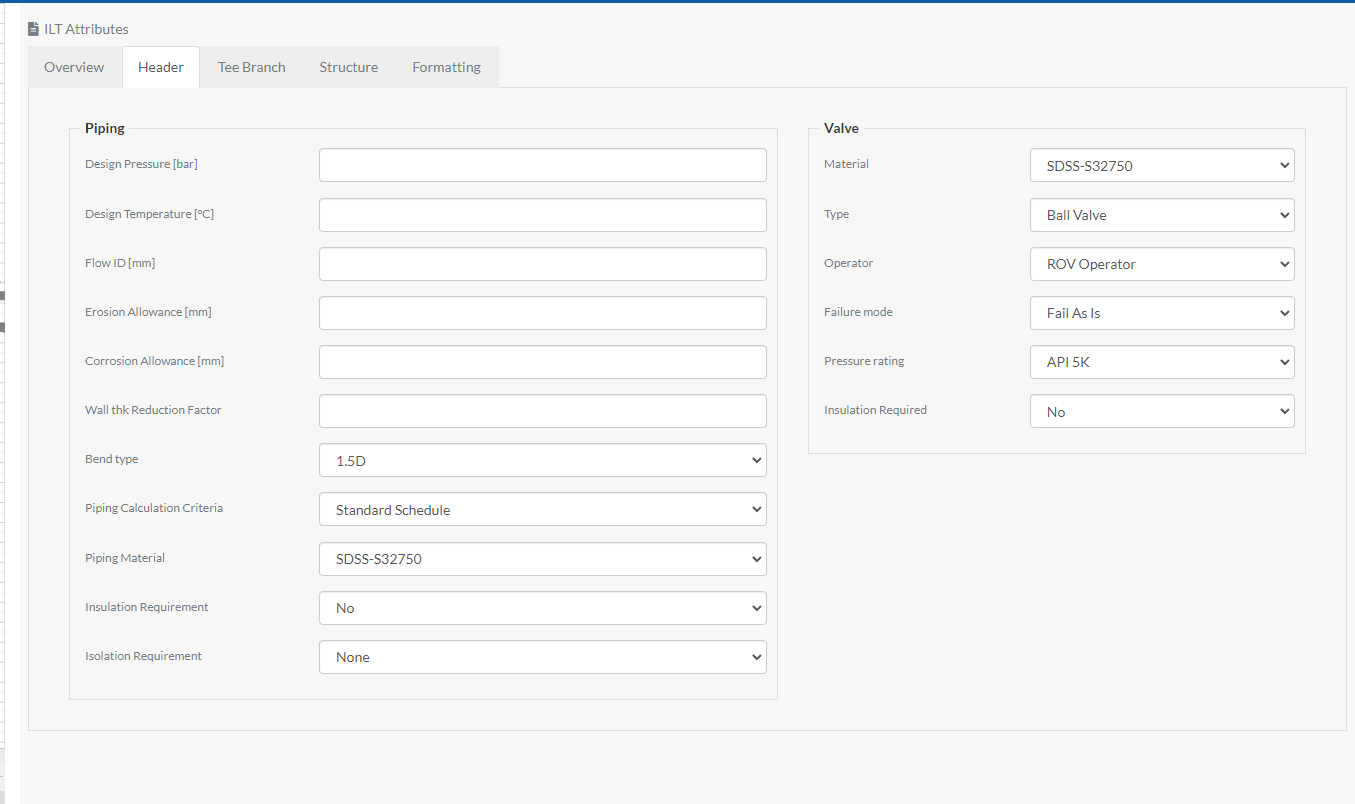 ILT Attributes
Overview
Header
Tee Branch
Structure
Formatting
Piping
Design Pressure [bar]
Design Temperature [°C]
Flow ID [mm]
Erosion Allowance [mm]
Corrosion Allowance [mm]
Wall thk Reduction Factor
Bend type
1.5D
Piping Calculation Criteria
Standard Schedule
Piping Material
SDSS-S32750
Insulation Requirement
No
Isolation Requirement
None
Valve
Material
SDSS-S32750
Type
Ball Valve
Operator
ROV Operator
Failure mode
Fail As Is
Pressure rating
API 5K
Insulation Required
No